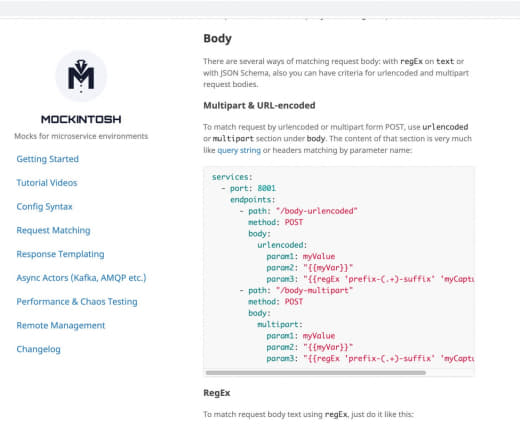 Body
There are several ways of matching request body: with regEx on text or
with JSON Schema, also you can have criteria for urlencoded and multipart
request bodies.
MOCKINTOSH
Mocks for microservice environments
Getting Started
Tutorial Videos
Config Syntax
Request Matching
Response Templating
Async Actors (Kafka, AMQP etc.)
Performance & Chaos Testing
Remote Management
Changelog
Multipart & URL-encoded
To match request by urlencoded or multipart form POST, use urlencoded
or multipart section under body. The content of that section is very much
like query string or headers matching by parameter name:
services:
- port: 8001
endpoints:
- path: "/body-urlencoded"
method: POST
body:
urlencoded:
param1: myValue
param2: "{{myVar}}"
param3: "{{regEx 'prefix-(.+)-suffix' 'myCaptu
- path: "/body-multipart"
method: POST
body:
multipart:
param1: myValue
param2: "{{myVar}}"
param3: "{{regEx 'prefix-(.+)-suffix' 'myCaptu
RegEx
To match request body text using regEx, just do it like this: